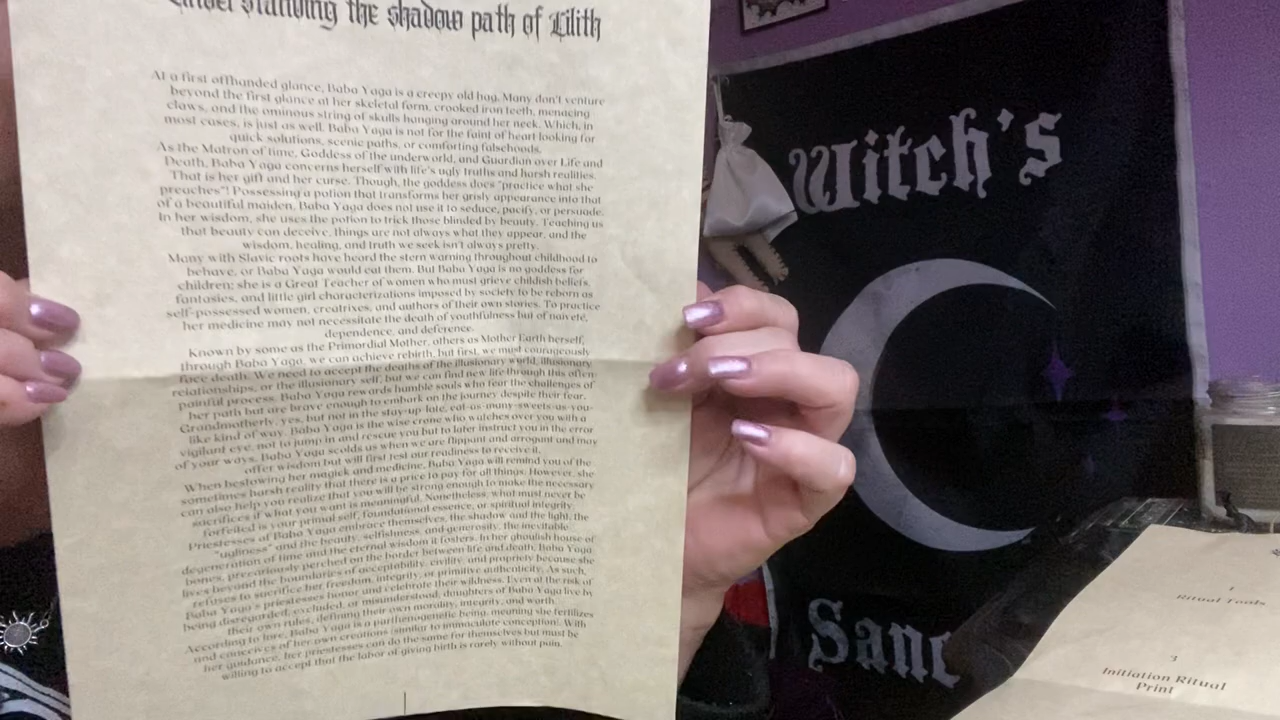 Understanding the shadow path of Lilith
At a first offhanded glance, Baba Yaga is a creepy old hag. Many don't venture
beyond the first glance at her skeletal form, crooked iron teeth, menacing
claws, and the ominous string of skulls hanging around her neck. Which, in
most cases, is just as well. Baba Yaga is not for the faint of heart looking for
quick solutions, scenic paths, or comforting falsehoods.
As the Matron of time, Goddess of the underworld, and Guardian over Life and
Death, Baba Yaga concerns herself with life's ugly truths and harsh realities.
That is her gift and her curse. Though, the goddess does "practice what she
preaches"! Possessing a potion that transforms her grisly appearance into that
of a beautiful maiden, Baba Yaga does not use it to seduce, pacify, or persuade.
In her wisdom, she uses the potion to trick those blinded by beauty. Teaching us
that beauty can deceive, things are not always what they appear, and the
wisdom, healing, and truth we seek isn't always pretty.
Many with Slavic roots have heard the stern warning throughout childhood to
behave, or Baba Yaga would eat them. But Baba Yaga is no goddess for
children; she is a Great Teacher of women who must grieve childish beliefs,
fantasies, and little girl characterizations imposed by society to be reborn as
self-possessed women, creatrixes, and authors of their own stories. To practice
her medicine may not necessitate the death of youthfulness but of naiveté,
dependence, and deference.
Known by some as the Primordial Mother, others as Mother Earth herself,
through Baba Yaga, we can achieve rebirth, but first, we must courageously
face death. We need to accept the deaths of the illusionary world, illusionary
relationships, or the illusionary self, but we can find new life through this often
painful process. Baba Yaga rewards humble souls who fear the challenges of
her path but are brave enough to embark on the journey despite their fear.
Grandmotherly, yes, but not in the stay-up-late, eat-as-many-sweets-as-you-
like kind of way. Baba Yaga is the wise crone who watches over you with a
vigilant eye, not to jump in and rescue you but to later instruct you in the error
of your ways. Baba Yaga scolds us when we are flippant and arrogant and may
offer wisdom but will first test our readiness to receive it.
When bestowing her magick and medicine, Baba Yaga will remind you of the
sometimes harsh reality that there is a price to pay for all things. However, she
can also help you realize that you will be strong enough to make the necessary
sacrifices if what you want is meaningful. Nonetheless, what must never be
forfeited is your primal self, foundational essence, or spiritual integrity.
Priestesses of Baba Yaga embrace themselves, the shadow and the light, the
"ugliness" and the beauty, selfishness, and generosity, the inevitable
degeneration of time and the eternal wisdom it fosters. In her ghoulish house of
bones, precariously perched on the border between life and death, Baba Yaga
lives beyond the boundaries of acceptability, civility, and propriety because she
refuses to sacrifice her freedom, integrity, or primitive authenticity. As such,
Baba Yaga's priestesses honor and celebrate their wildness. Even at the risk of
being disregarded, excluded, or misunderstood, daughters of Baba Yaga live by
their own rules, defining their own morality, integrity, and worth.
According to lore, Baba Yaga is a parthenogenetic being, meaning she fertilizes
and conceives of her own creations (similar to immaculate conception). With
her guidance, her priestesses can do the same for themselves but must be
willing to accept that the labor of giving birth is rarely without pain.
Witch's
Sanc
1
Ritual Tools
3
Initiation Ritual
Print